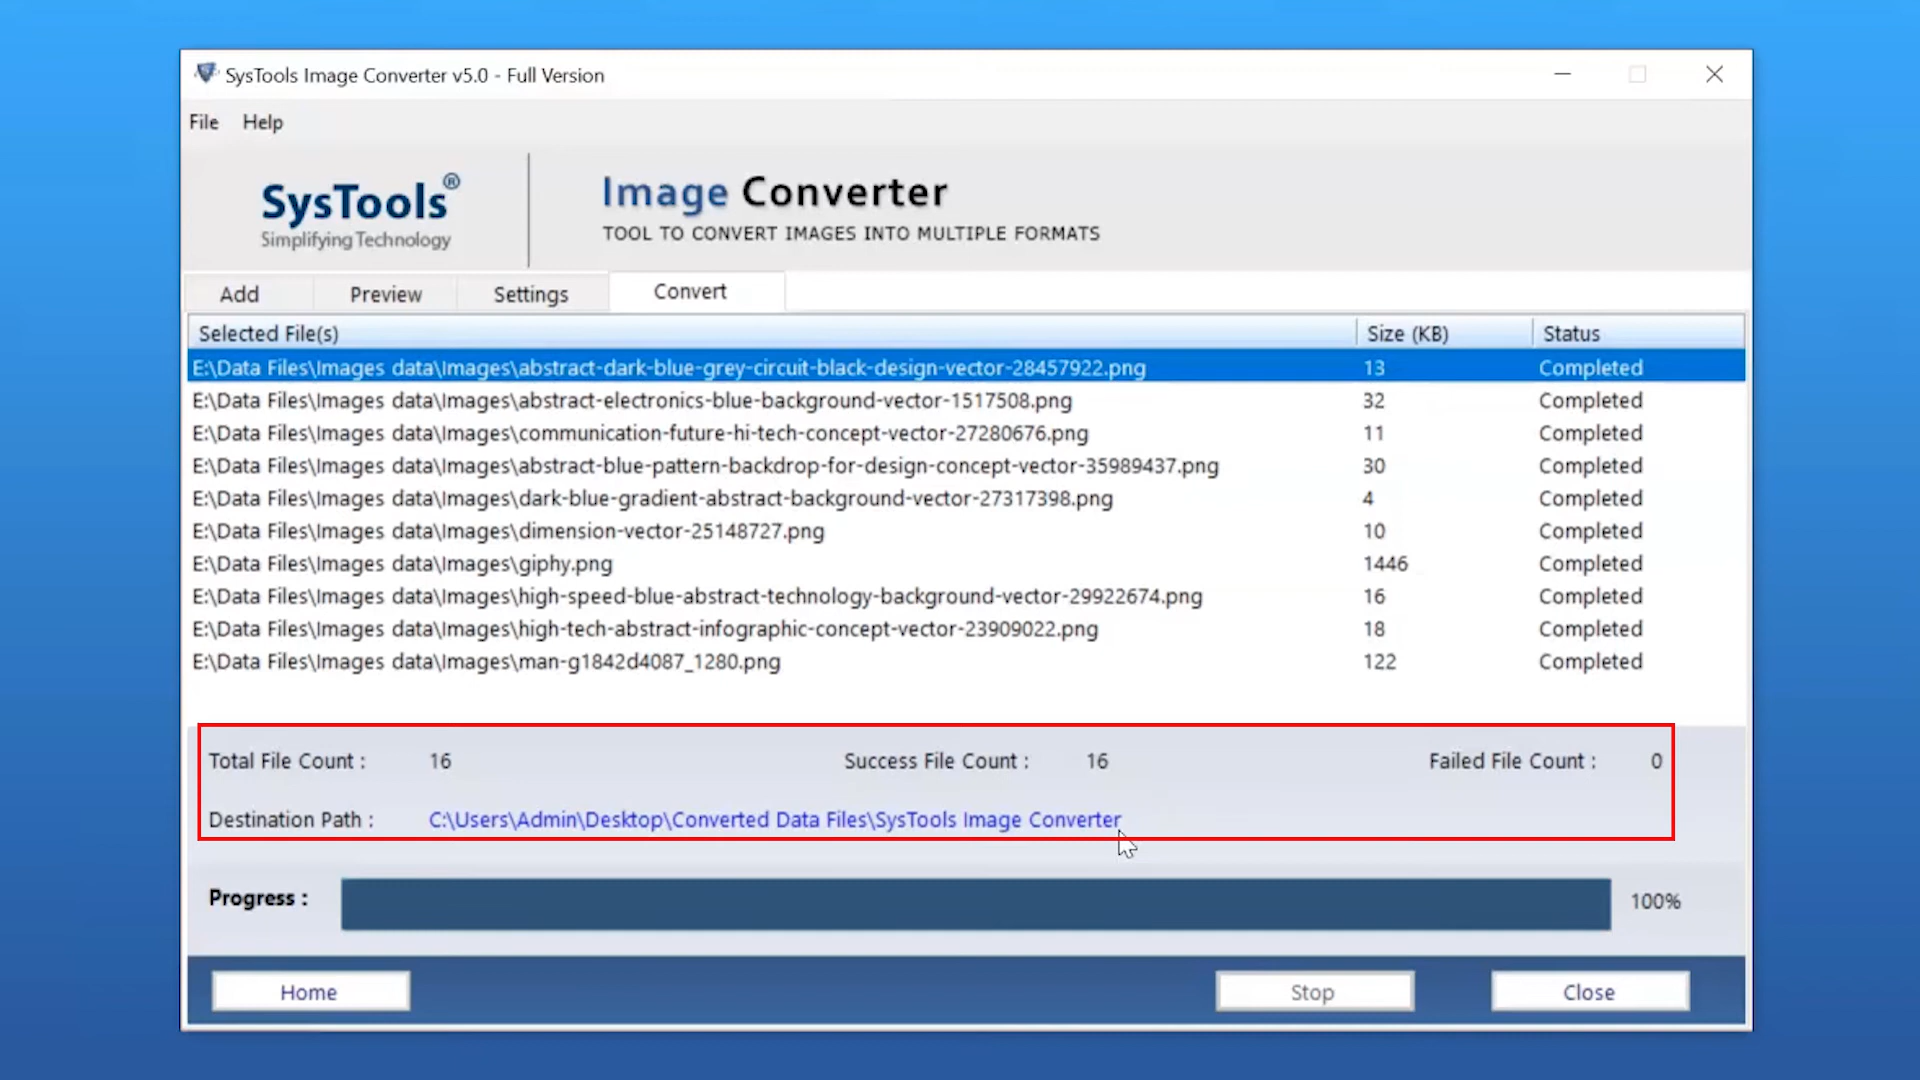 SysTools Image Converter v5.0 - Full Version
File Help
SysTools®
Simplifying Technology
Image Converter
TOOL TO CONVERT IMAGES INTO MULTIPLE FORMATS
Add Preview Settings Convert
Selected File(s) Size (KB) Status
E:\Data Files\Images data\Images\abstract-dark-blue-grey-circuit-black-design-vector-28457922.png 13 Completed
E:\Data Files\Images data\Images\abstract-electronics-blue-background-vector-1517508.png 32 Completed
E:\Data Files\Images data\Images\communication-future-hi-tech-concept-vector-27280676.png 11 Completed
E:\Data Files\Images data\Images\abstract-blue-pattern-backdrop-for-design-concept-vector-35989437.png 30 Completed
E:\Data Files\Images data\Images\dark-blue-gradient-abstract-background-vector-27317398.png 4 Completed
E:\Data Files\Images data\Images\dimension-vector-25148727.png 10 Completed
E:\Data Files\Images data\Images\giphy.png 1446 Completed
E:\Data Files\Images data\Images\high-speed-blue-abstract-technology-background-vector-29922674.png 16 Completed
E:\Data Files\Images data\Images\high-tech-abstract-infographic-concept-vector-23909022.png 18 Completed
E:\Data Files\Images data\Images\man-g1842d4087_1280.png 122 Completed
Total File Count : 16 Success File Count : 16 Failed File Count : 0
Destination Path : C:\Users\Admin\Desktop\Converted Data Files\SysTools Image Converter
Progress : 100%
Home Stop Close